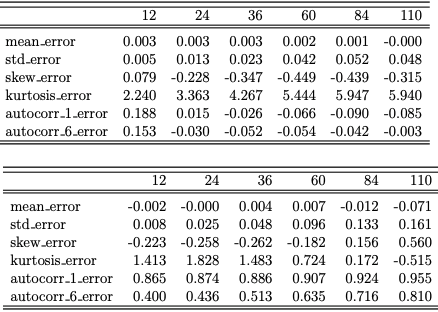 12 24 36 60 84 110
mean_error 0.003 0.003 0.003 0.002 0.001 -0.000
std_error 0.005 0.013 0.023 0.042 0.052 0.048
skew_error 0.079 -0.228 -0.347 -0.449 -0.439 -0.315
kurtosis_error 2.240 3.363 4.267 5.444 5.947 5.940
autocorr_1_error 0.188 0.015 -0.026 -0.066 -0.090 -0.085
autocorr_6_error 0.153 -0.030 -0.052 -0.054 -0.042 -0.003
12 24 36 60 84 110
mean_error -0.002 -0.000 0.004 0.007 -0.012 -0.071
std_error 0.008 0.025 0.048 0.096 0.133 0.161
skew_error -0.223 -0.258 -0.262 -0.182 0.156 0.560
kurtosis_error 1.413 1.828 1.483 0.724 0.172 -0.515
autocorr_1_error 0.865 0.874 0.886 0.907 0.924 0.955
autocorr_6_error 0.400 0.436 0.513 0.635 0.716 0.810